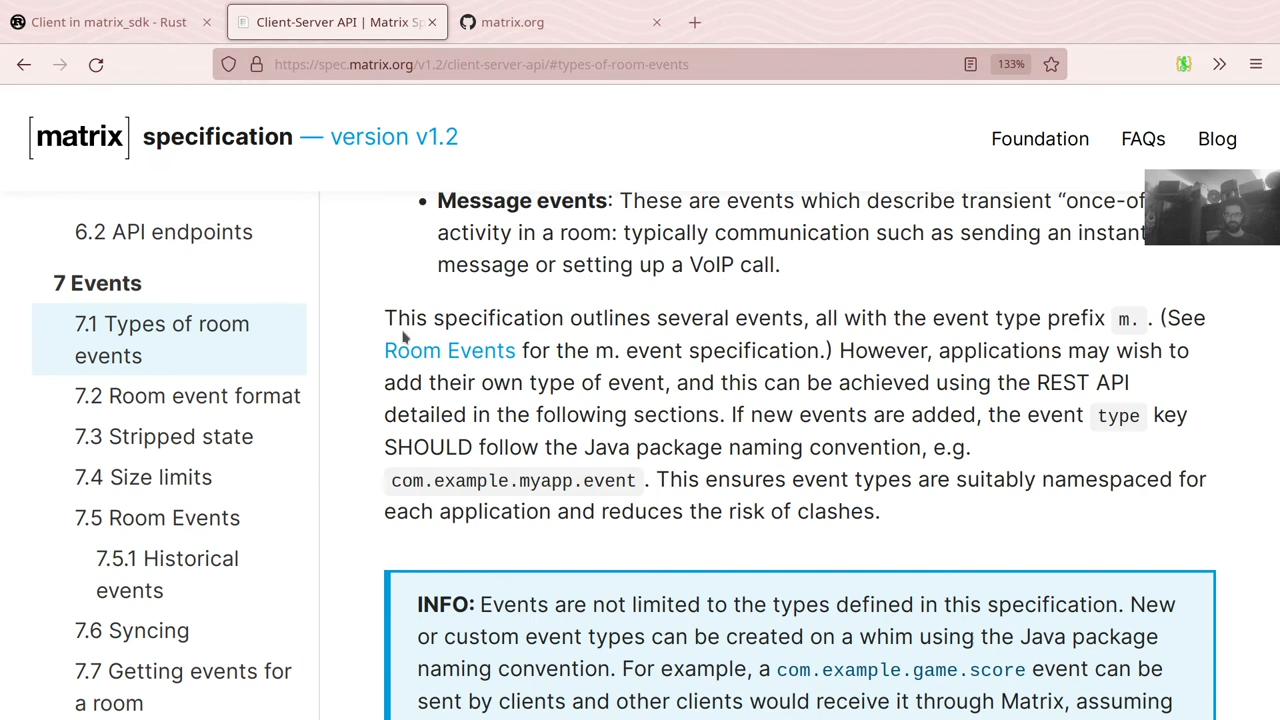 Client in matrix_sdk - Rust
Client-Server API | Matrix Sp
matrix.org
https://spec.matrix.org/v1.2/client-server-api/#types-of-room-events
133%
[matrix] specification — version v1.2
Foundation
FAQs
Blog
6.2 API endpoints
7 Events
7.1 Types of room
events
7.2 Room event format
7.3 Stripped state
7.4 Size limits
7.5 Room Events
7.5.1 Historical
events
7.6 Syncing
7.7 Getting events for
a room
• Message events: These are events which describe transient “once-of
activity in a room: typically communication such as sending an instant
message or setting up a VoIP call.
This specification outlines several events, all with the event type prefix m. . (See
Room Events for the m. event specification.) However, applications may wish to
add their own type of event, and this can be achieved using the REST API
detailed in the following sections. If new events are added, the event type key
SHOULD follow the Java package naming convention, e.g.
com.example.myapp.event . This ensures event types are suitably namespaced for
each application and reduces the risk of clashes.
INFO: Events are not limited to the types defined in this specification. New
or custom event types can be created on a whim using the Java package
naming convention. For example, a com.example.game.score event can be
sent by clients and other clients would receive it through Matrix, assuming